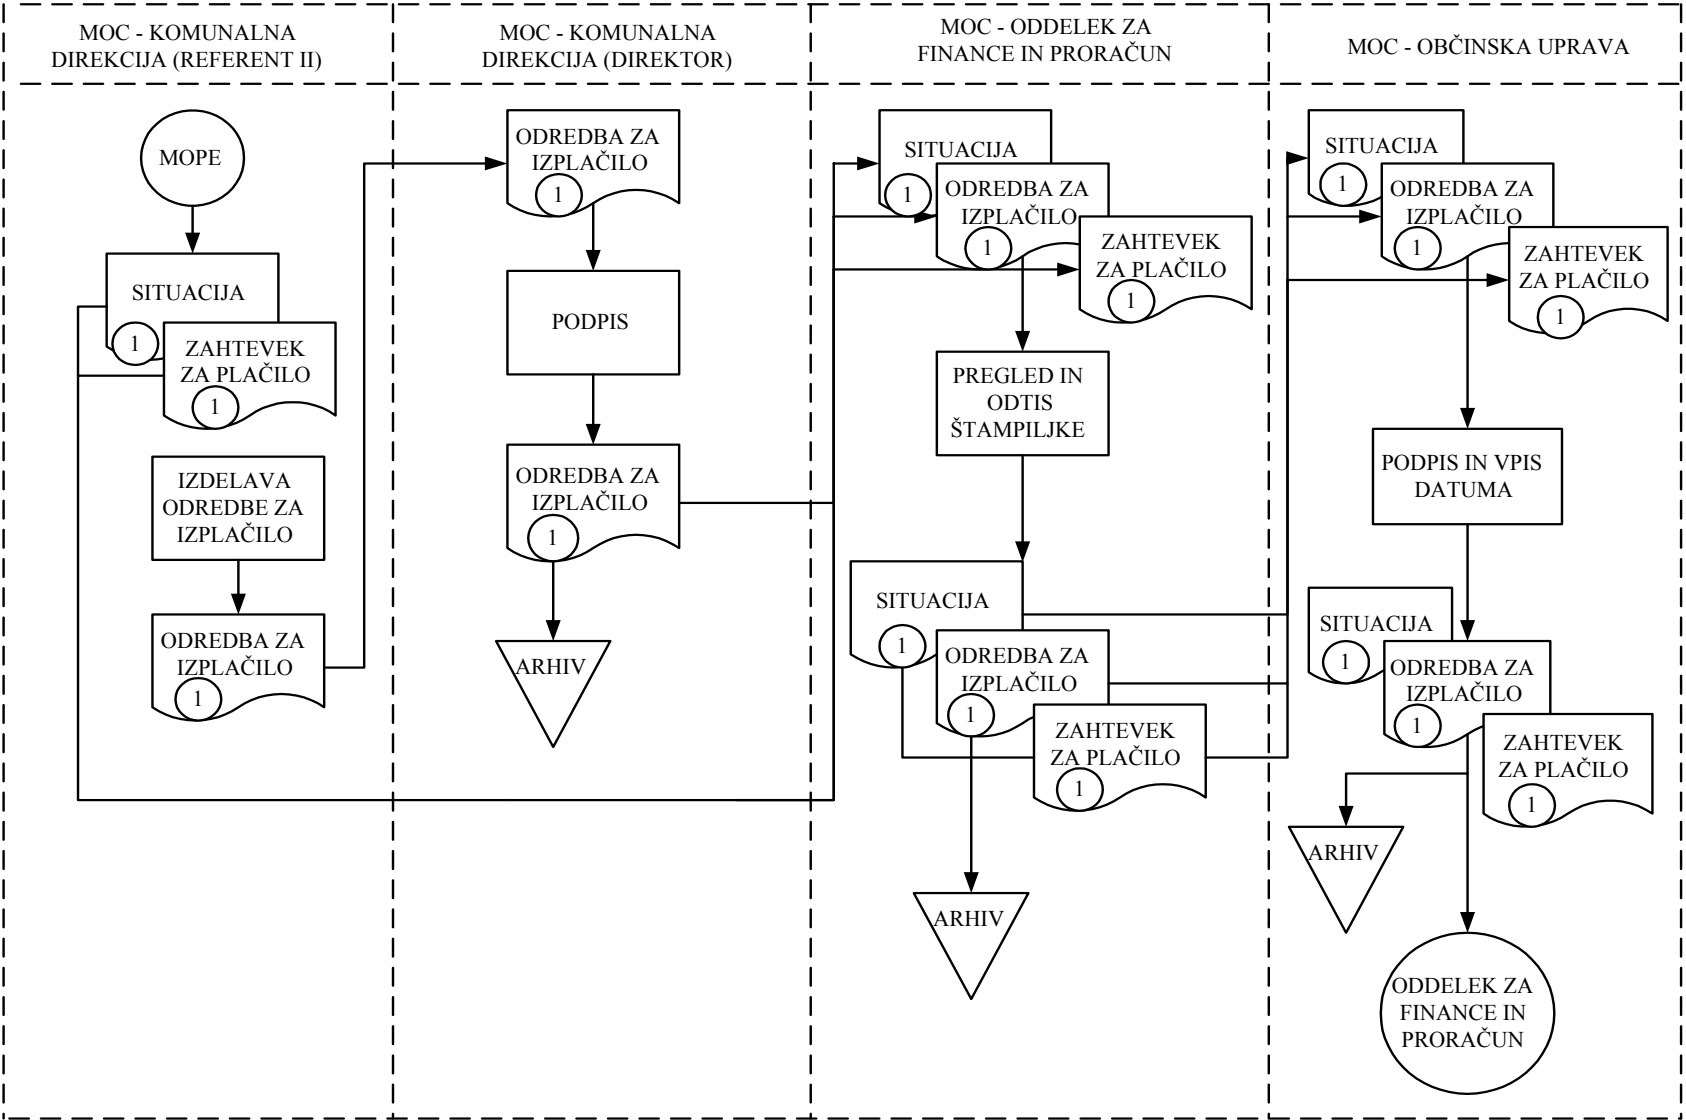 MOC - KOMUNALNA
DIREKCIJA (REFERENT II)
MOPE
SITUACIJA
1
ZAHTEVEK
ZA PLAČILO
1
IZDELAVA
ODREDBE ZA
IZPLAČILO
ODREDBA ZA
IZPLAČILO
1
MOC - KOMUNALNA
DIREKCIJA (DIREKTOR)
ODREDBA ZA
IZPLAČILO
1
PODPIS
ODREDBA ZA
IZPLAČILO
1
ARHIV
MOC - ODDELEK ZA
FINANCE IN PRORAČUN
SITUACIJA
1
ODREDBA ZA
IZPLAČILO
1
ZAHTEVEK
ZA PLAČILO
1
PREGLED IN
ODTIS
ŠTAMPILJKE
SITUACIJA
1
ODREDBA ZA
IZPLAČILO
1
ZAHTEVEK
ZA PLAČILO
1
ARHIV
MOC - OBČINSKA UPRAVA
SITUACIJA
1
ODREDBA ZA
IZPLAČILO
1
ZAHTEVEK
ZA PLAČILO
1
PODPIS IN VPIS
DATUMA
SITUACIJA
1
ODREDBA ZA
IZPLAČILO
1
ZAHTEVEK
ZA PLAČILO
1
ARHIV
ODDELEK ZA
FINANCE IN
PRORAČUN